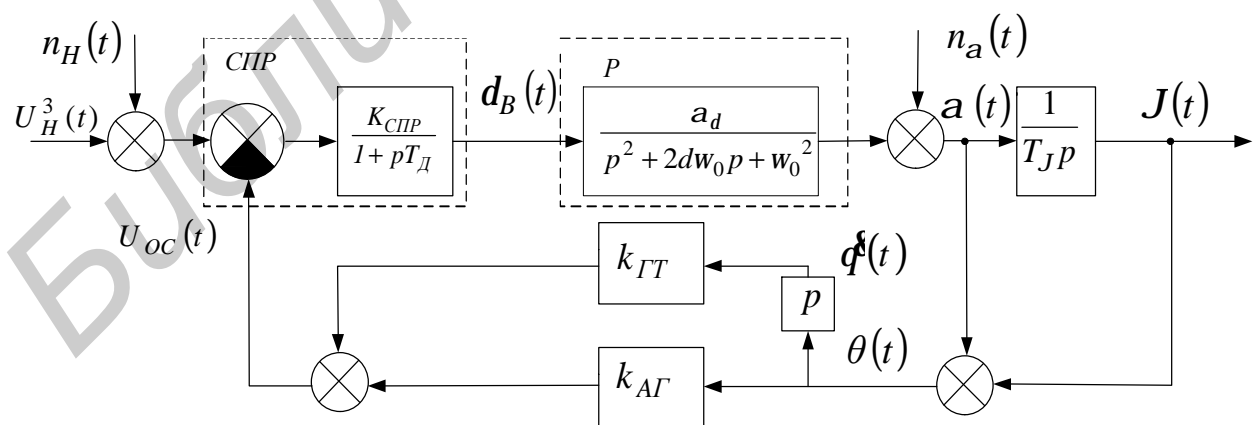 n_H(t)
СПР
P
n_a(t)
U_H^3(t)
K_СПР / 1 + pT_Д
d_B(t)
a_d / p^2 + 2dw_0 p + w_0^2
a(t)
1 / T_J p
J(t)
U_OC(t)
k_ГТ
q&(t)
p
k_АГ
θ(t)
Библи